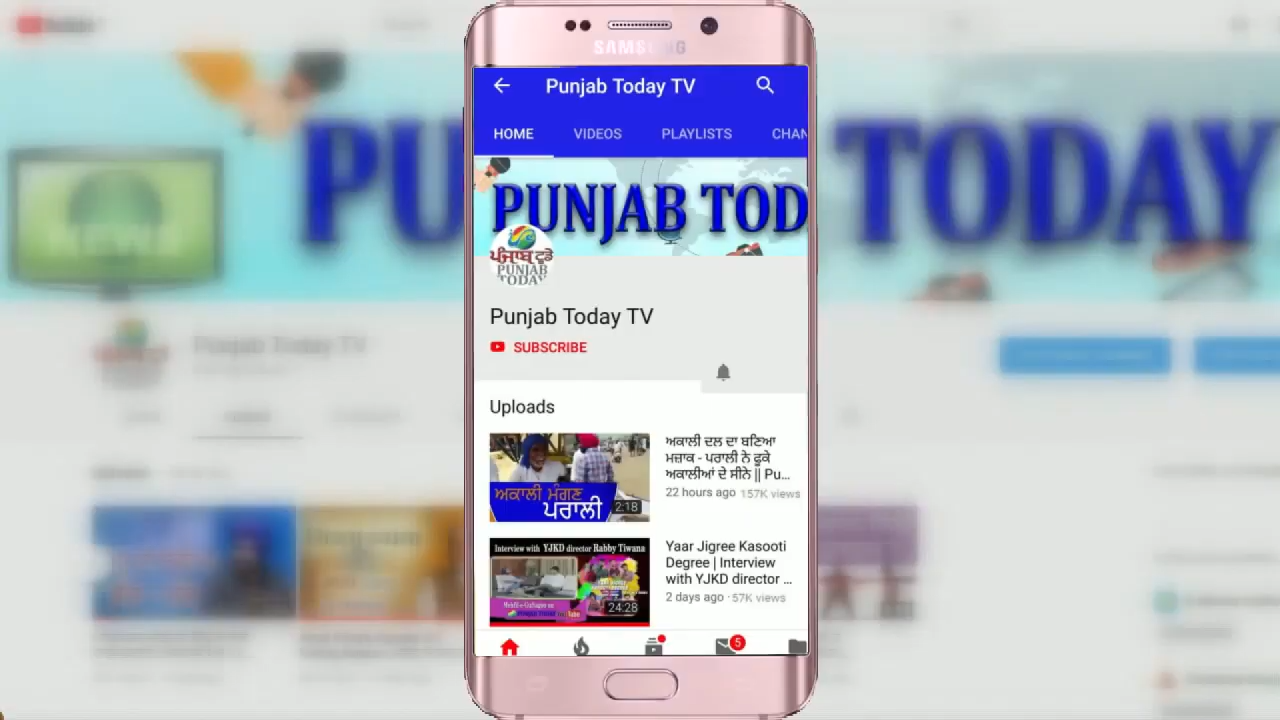 SAMSUNG
Punjab Today TV
HOME VIDEOS PLAYLISTS CHAN
PUNJAB TOD
PU
TODAY
ਪੰਜਾਬ ਟੂਡੇ
PUNJAB
TODAY
Punjab Today TV
SUBSCRIBE
Uploads
ਅਕਾਲੀ ਮੰਗਣ
ਪਰਾਲੀ
2:18
ਅਕਾਲੀ ਦਲ ਦਾ ਬਣਿਆ
ਮਜ਼ਾਕ - ਪਰਾਲੀ ਨੇ ਫੂਕੇ
ਅਕਾਲੀਆਂ ਦੇ ਸੀਨੇ || Pu...
22 hours ago 157K views
Interview with YJKD director Rabby Tiwana
24:28
Yaar Jigree Kasooti
Degree | Interview
with YJKD director ...
2 days ago · 57K views
5